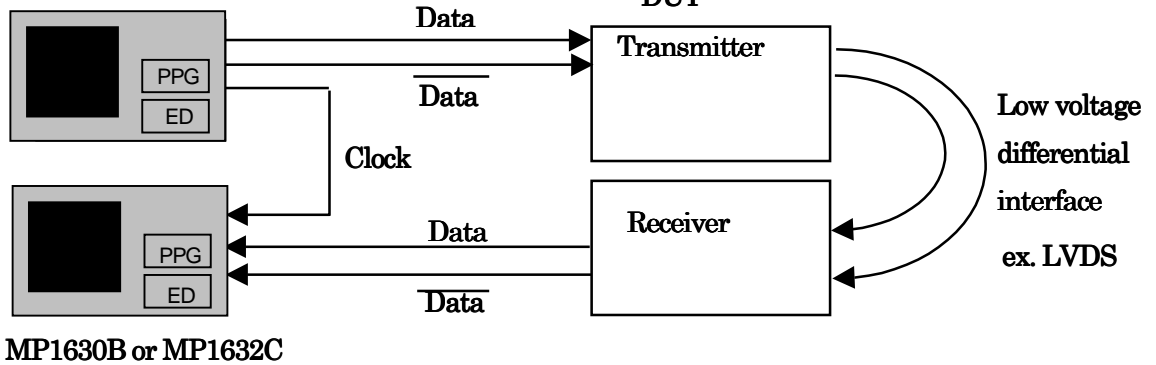 Data
Transmitter
PPG
Data
ED
Low voltage
differential
interface
ex. LVDS
Clock
Data
Receiver
PPG
ED
Data
MP1630B or MP1632C